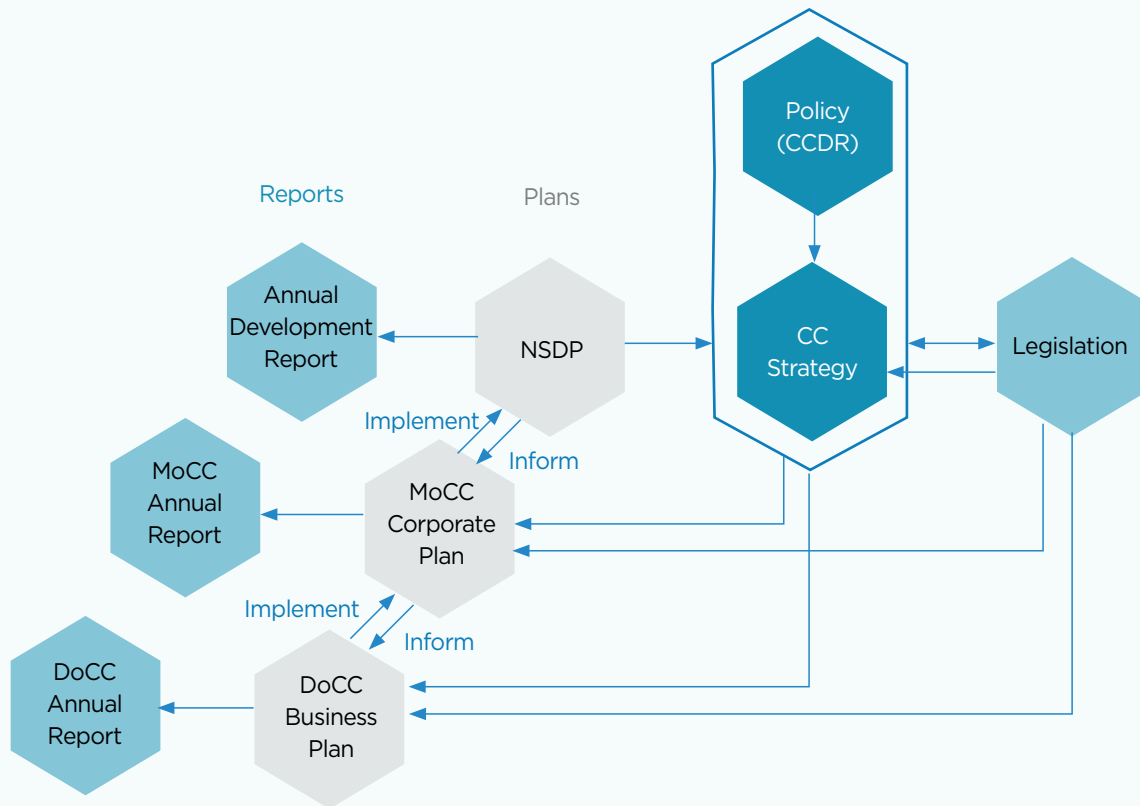 Policy
(CCDR)
Reports
Plans
Annual
Development
Report
NSDP
CC
Strategy
Legislation
Implement
Inform
MoCC
Annual
Report
MoCC
Corporate
Plan
Implement
Inform
DoCC
Annual
Report
DoCC
Business
Plan